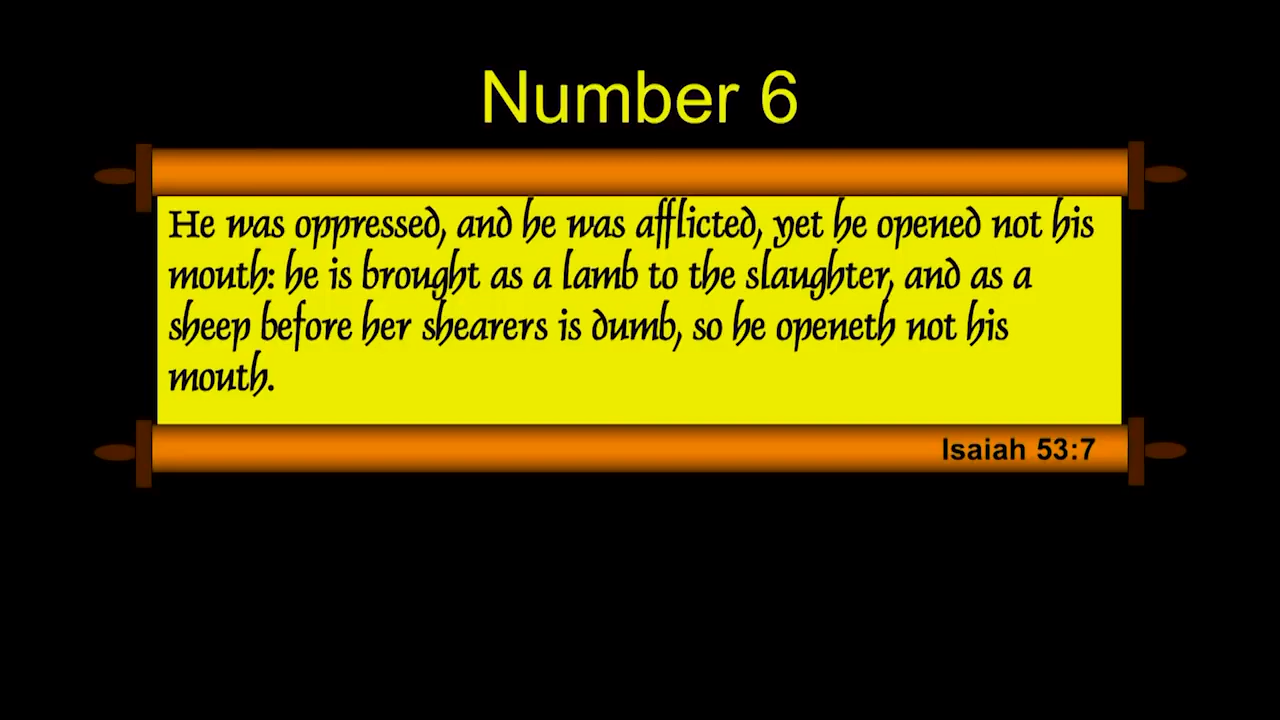 Number 6
He was oppressed, and he was afflicted, yet he opened not his
mouth: he is brought as a lamb to the slaughter, and as a
sheep before her shearers is dumb, so he openeth not his
mouth.
Isaiah 53:7